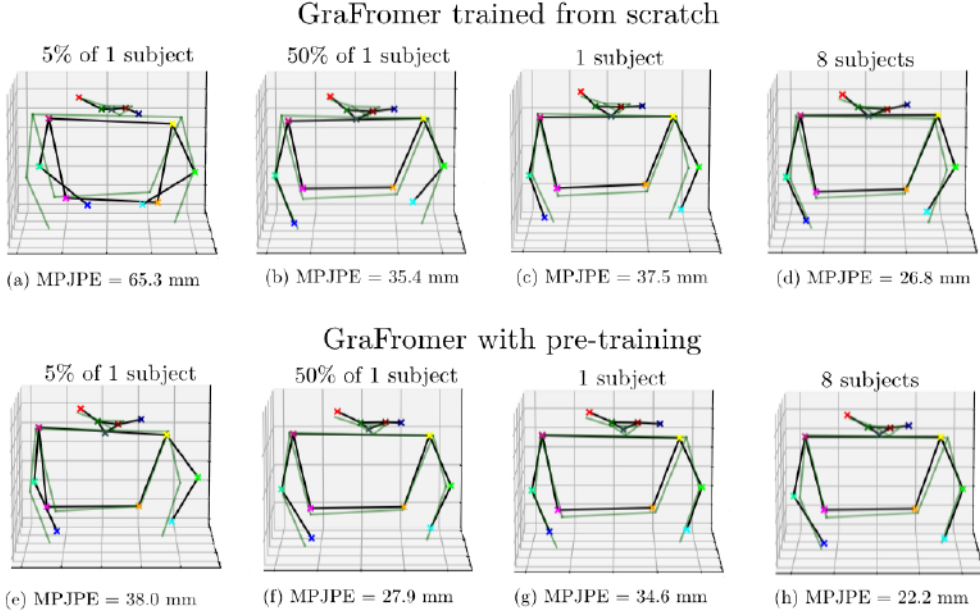 GraFromer trained from scratch
5% of 1 subject 50% of 1 subject 1 subject 8 subjects
(a) MPJPE = 65.3 mm (b) MPJPE = 35.4 mm (c) MPJPE = 37.5 mm (d) MPJPE = 26.8 mm
GraFromer with pre-training
5% of 1 subject 50% of 1 subject 1 subject 8 subjects
(e) MPJPE = 38.0 mm (f) MPJPE = 27.9 mm (g) MPJPE = 34.6 mm (h) MPJPE = 22.2 mm